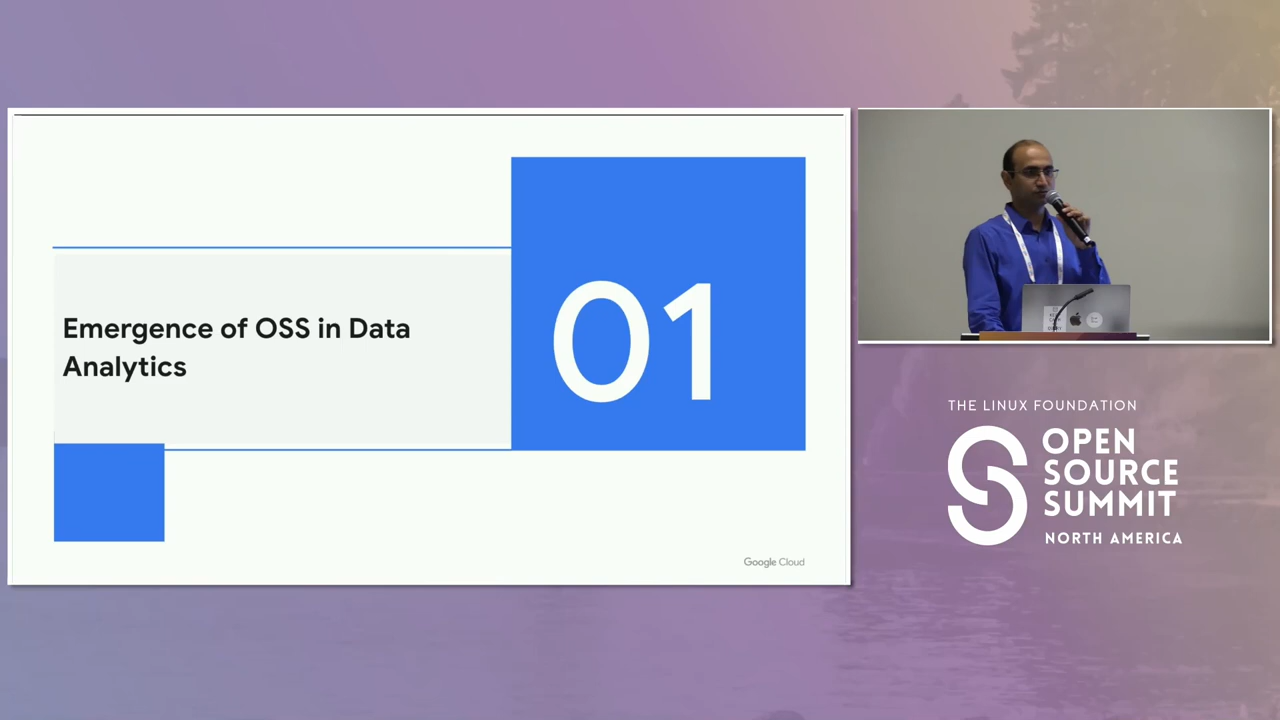 Emergence of OSS in Data
Analytics
01
Google Cloud
THE LINUX FOUNDATION
OPEN
SOURCE
SUMMIT
NORTH AMERICA